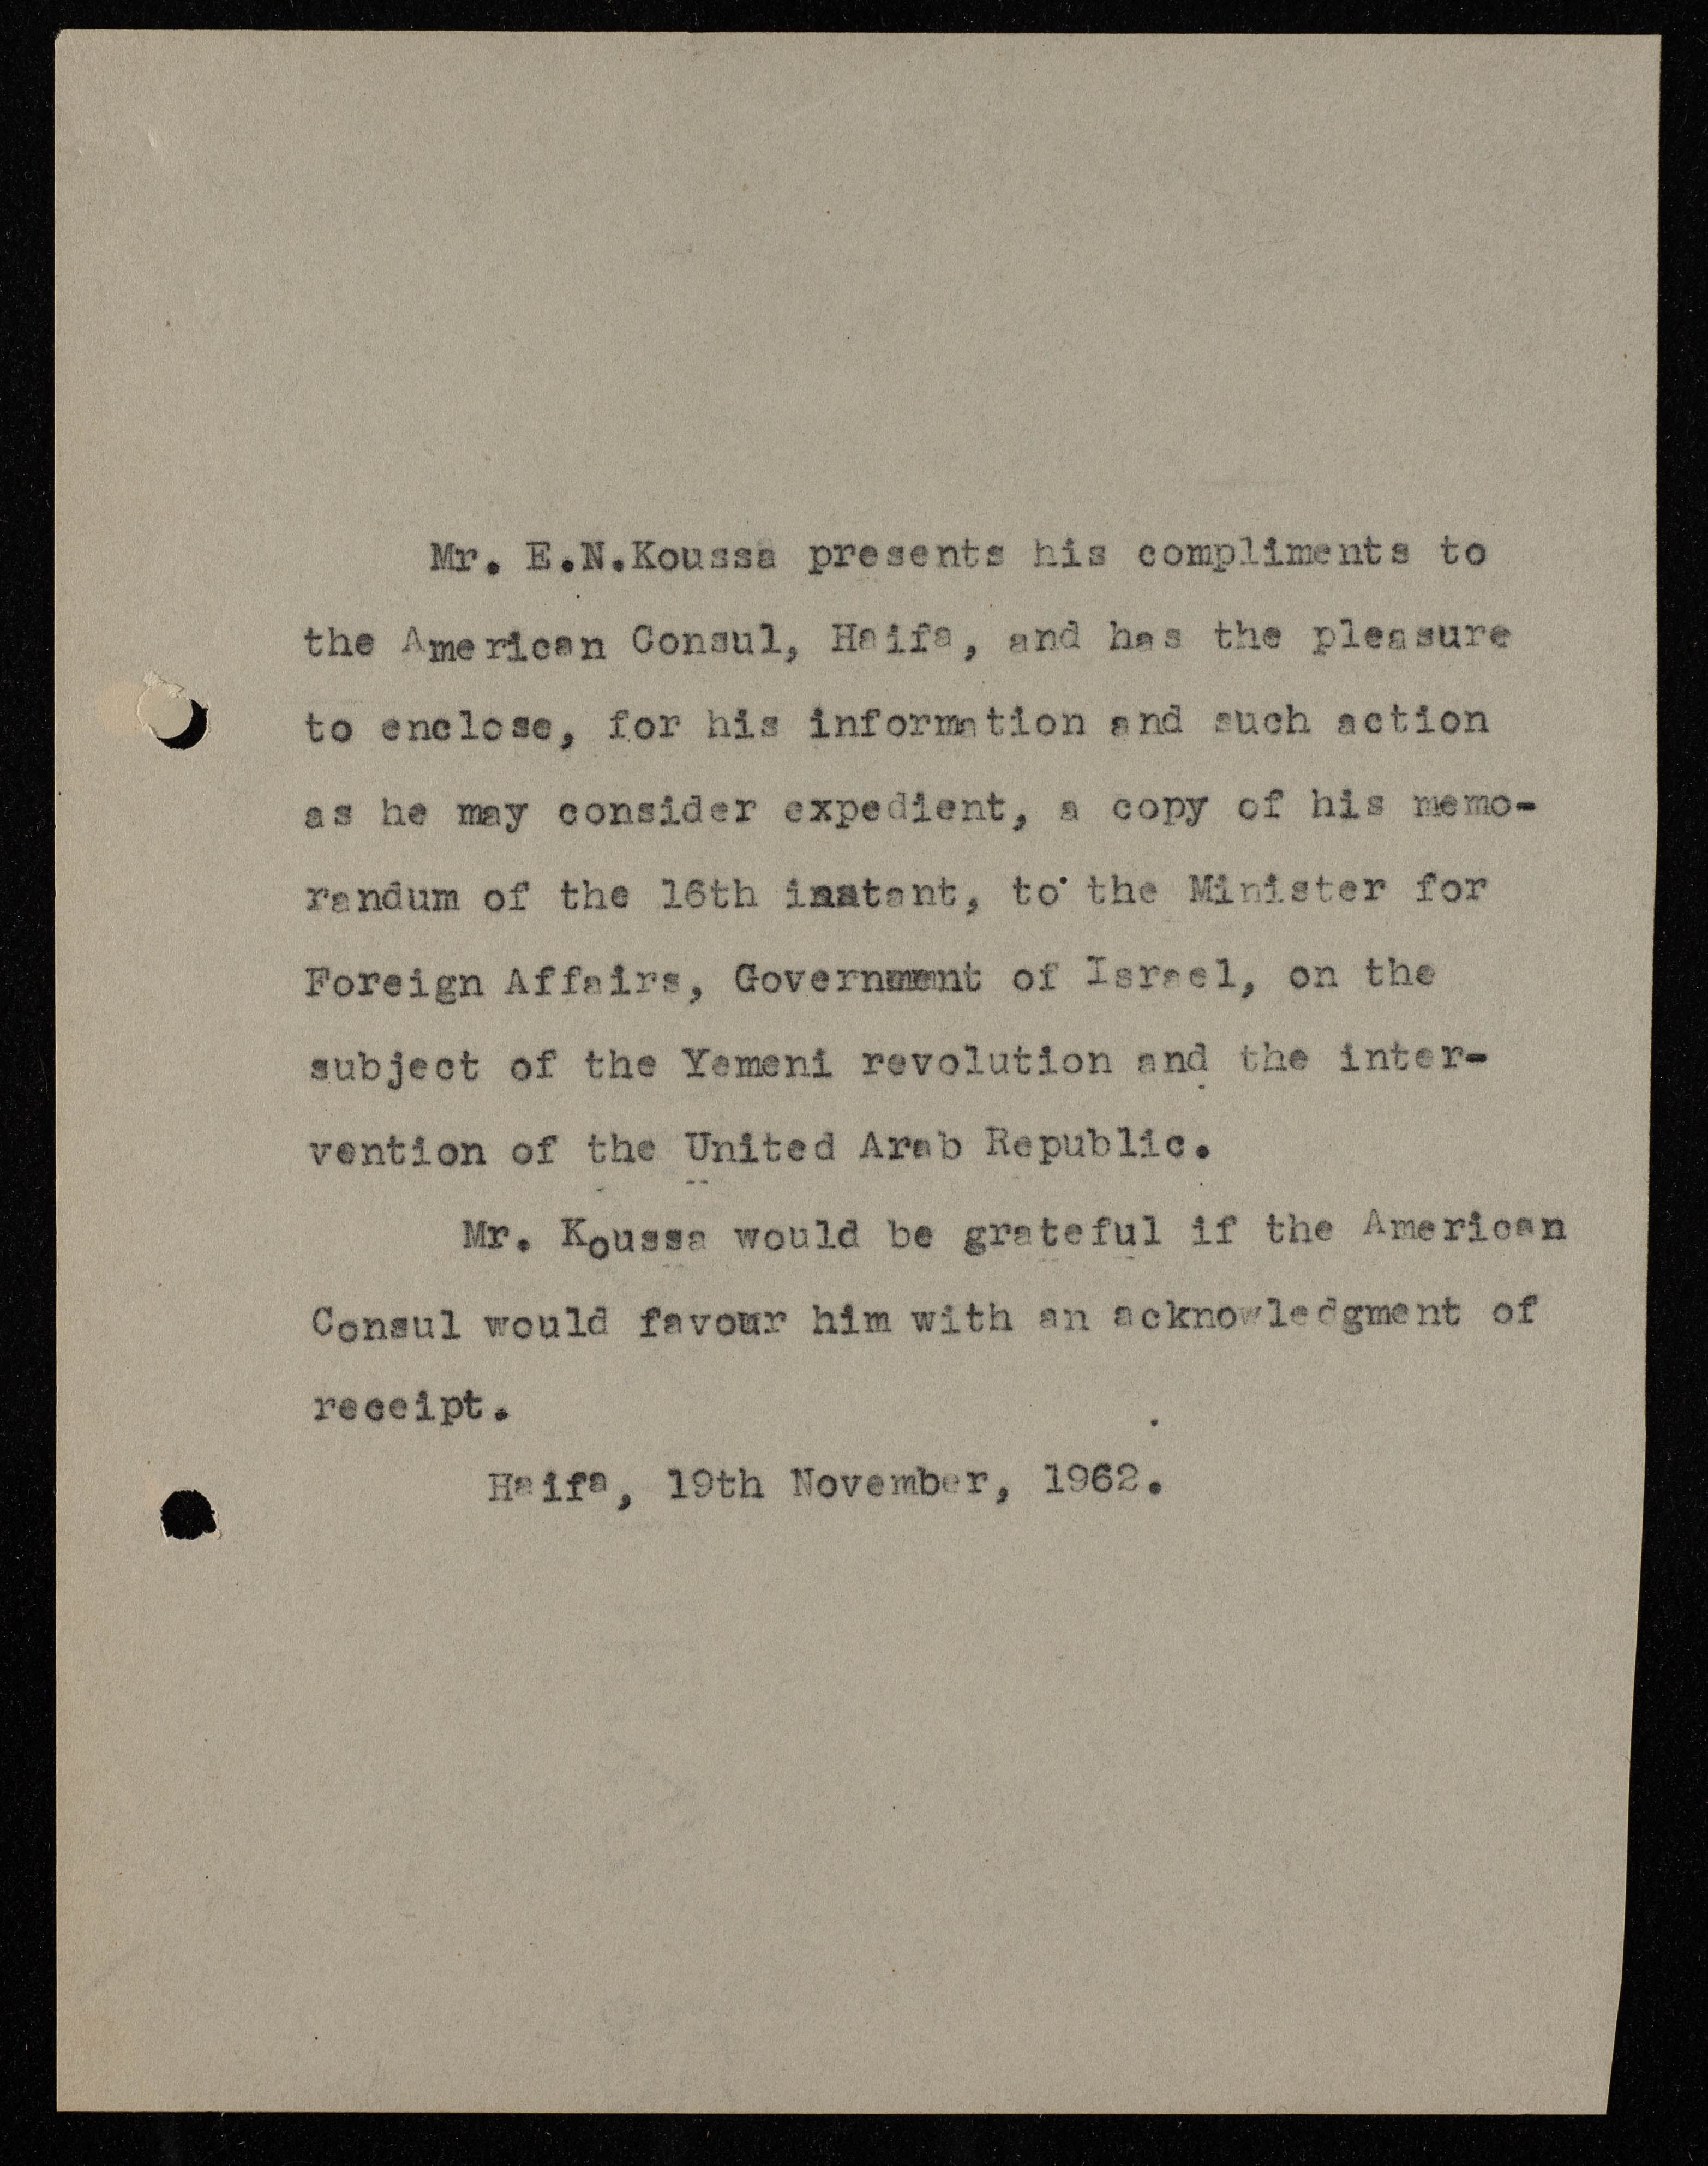 Mr. E.N.Koussa presents his compliments to
the American Consul, Haifa, and has the pleasure
to enclose, for his information and such action
as he may consider expedient, a copy of his memo-
randum of the 16th instant, to the Minister for
Foreign Affairs, Government of Israel, on the
subject of the Yemeni revolution and the inter-
vention of the United Arab Republic.
Mr. Koussa would be grateful if the American
Consul would favour him with an acknowledgment of
receipt.
Haifa, 19th November, 1962.